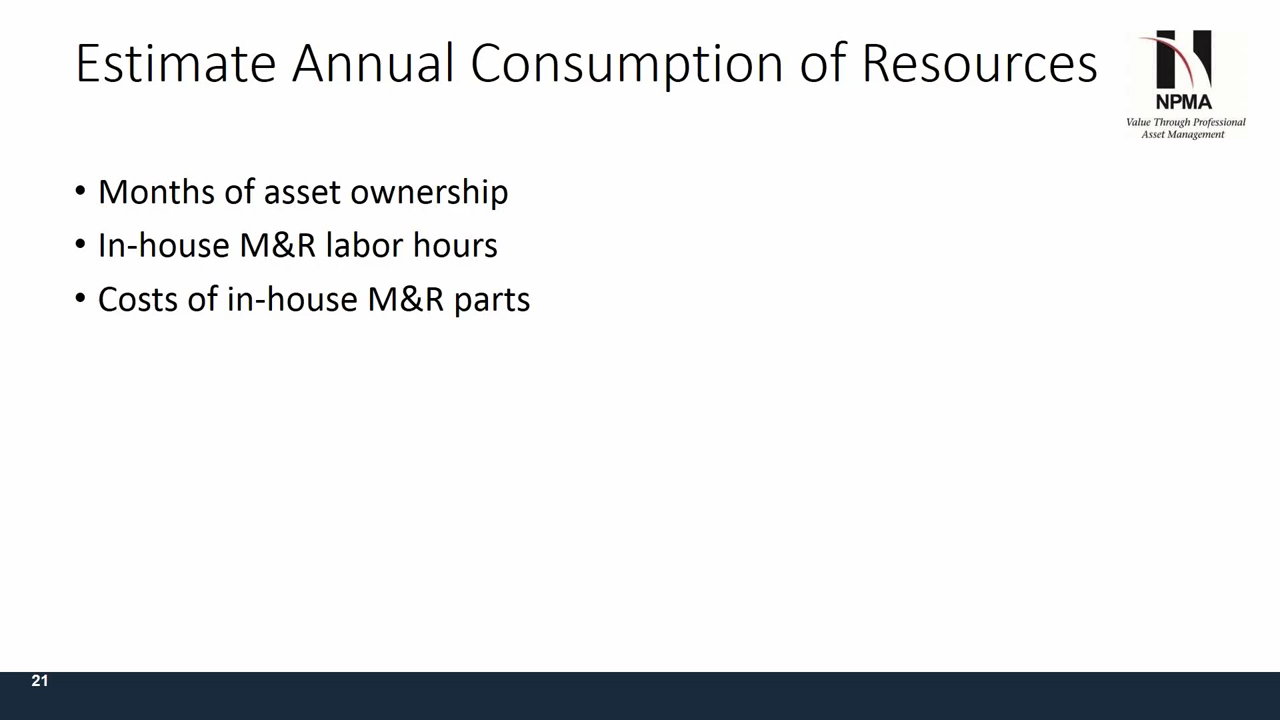 Estimate Annual Consumption of Resources
NPMA
Value Through Professional
Asset Management
• Months of asset ownership
• In-house M&R labor hours
• Costs of in-house M&R parts
21